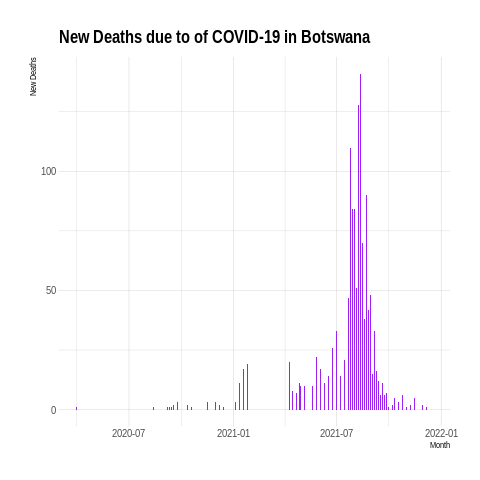 New Deaths due to of COVID-19 in Botswana
New Deaths
100
50
0
2020-07
2021-01
2021-07
2022-01
Month